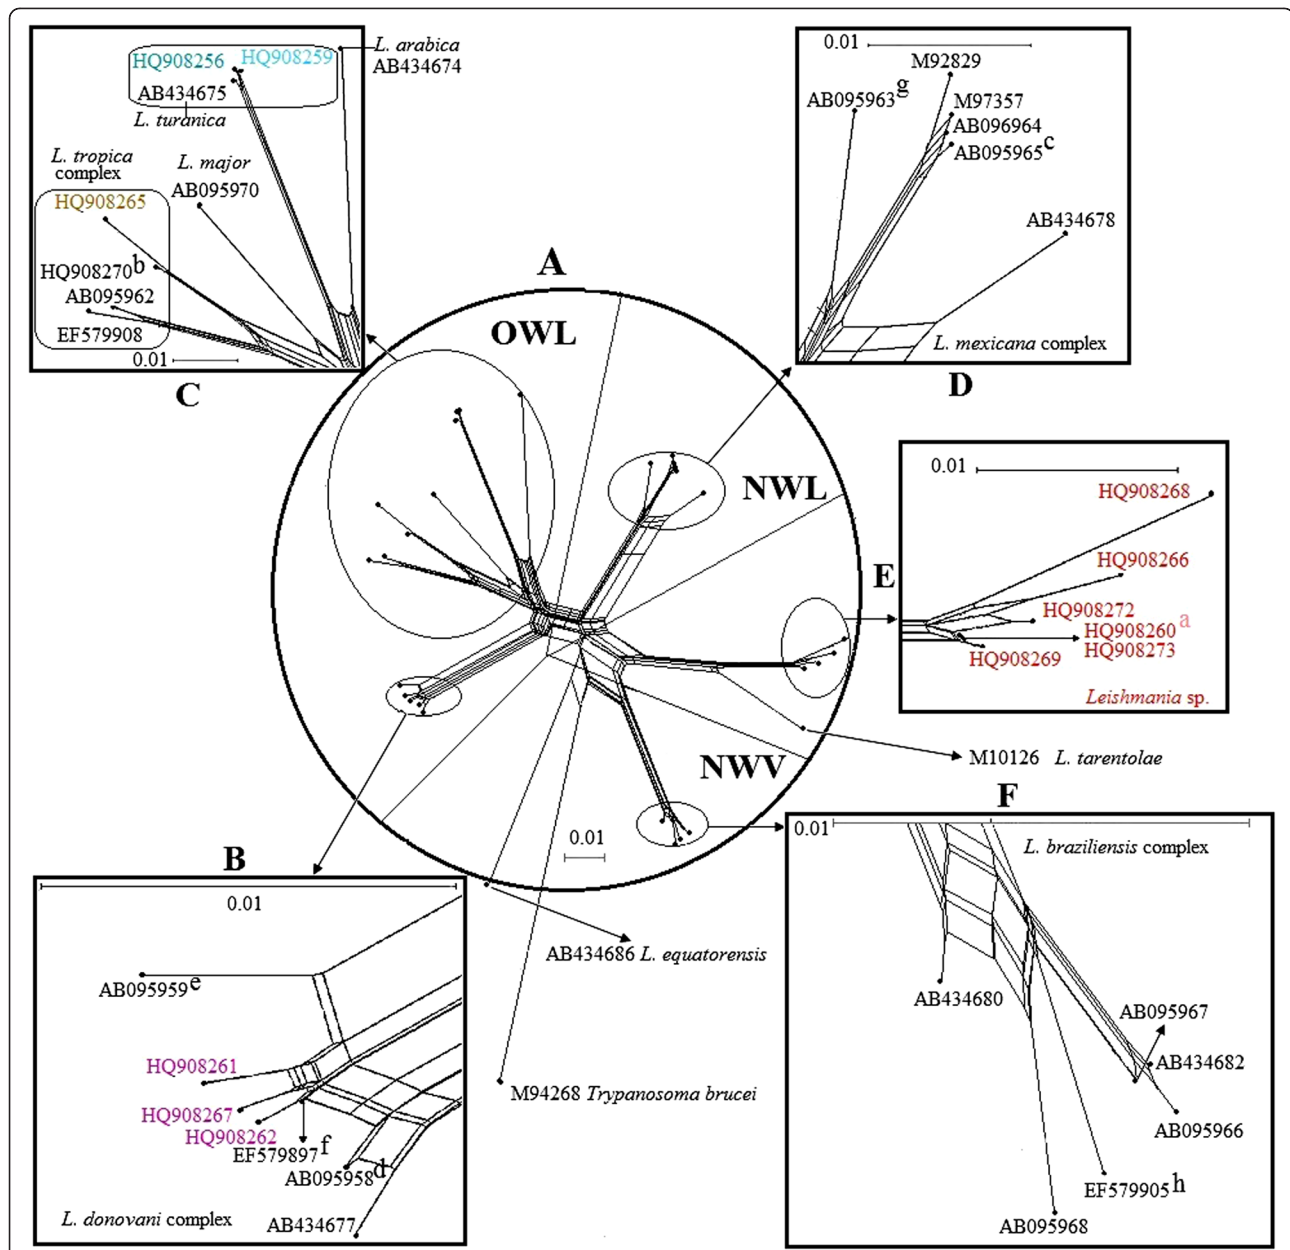 HQ908256 HQ908259
L. arabica
AB434674
AB434675
L. turanica
L. tropica
complex
L. major
AB095970
HQ908265
HQ908270b
AB095962
EF579908
0.01
C
0.01
M92829
AB095963g
M97357
AB096964
AB095965c
AB434678
L. mexicana complex
D
A
OWL
NWL
NWV
0.01
E
0.01
HQ908268
HQ908266
HQ908272
HQ908260a
HQ908273
HQ908269
Leishmania sp.
M10126 L. tarentolae
B
0.01
AB095959e
HQ908261
HQ908267
HQ908262
EF579897f
AB095958d
AB434677
L. donovani complex
AB434686 L. equatorensis
M94268 Trypanosoma brucei
F
0.01
L. braziliensis complex
AB434680
AB095967
AB434682
AB095966
EF579905h
AB095968